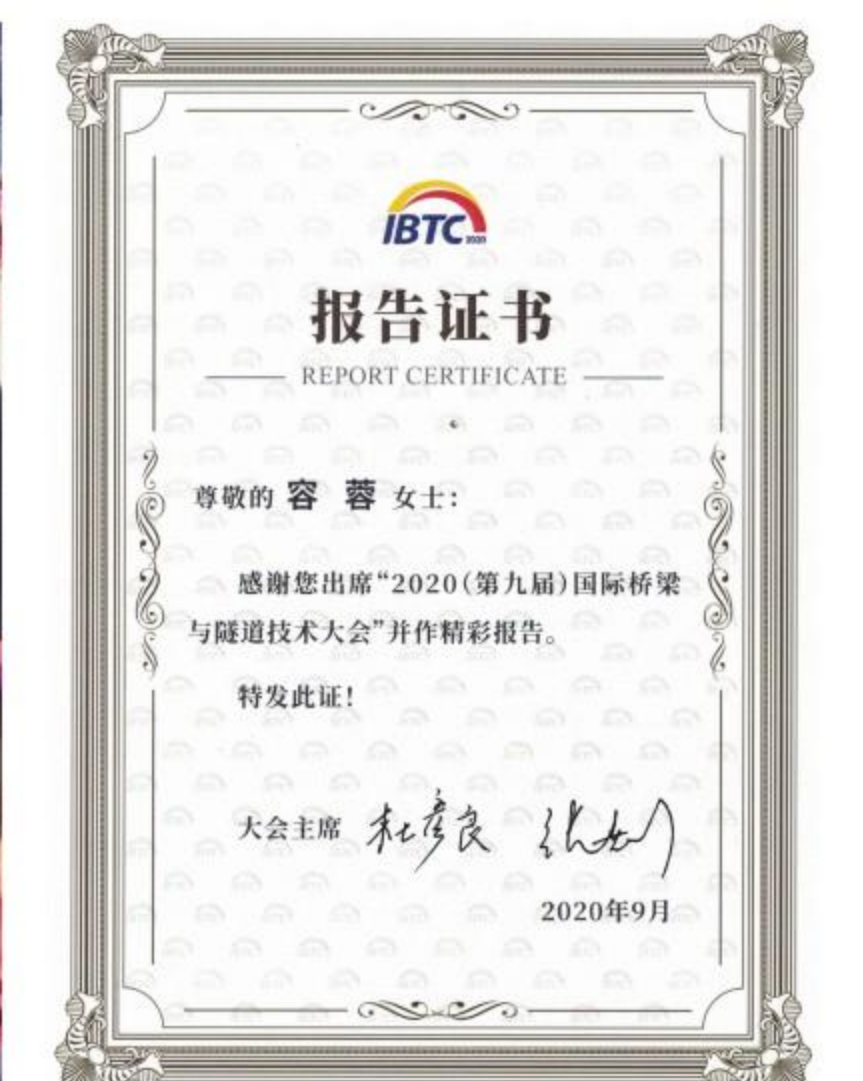 IBTC 2020
报告证书
REPORT CERTIFICATE
尊敬的 容 蓉 女士:
感谢您出席“2020(第九届)国际桥梁
与隧道技术大会”并作精彩报告。
特发此证!
大会主席 杜彦良
2020年9月